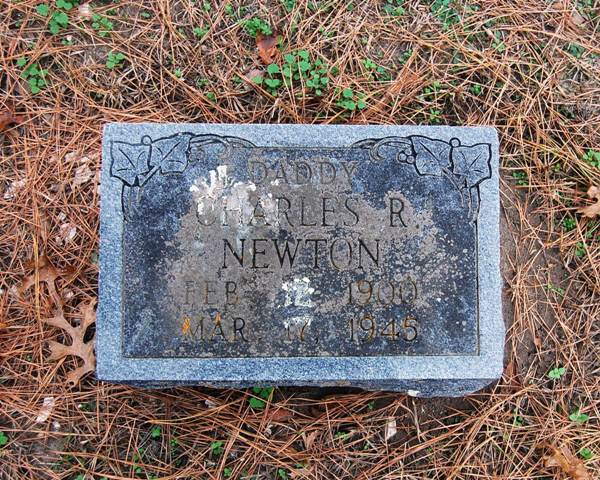 DADDY
CHARLES R.
NEWTON
FEB 12, 1900
MAR 17, 1945